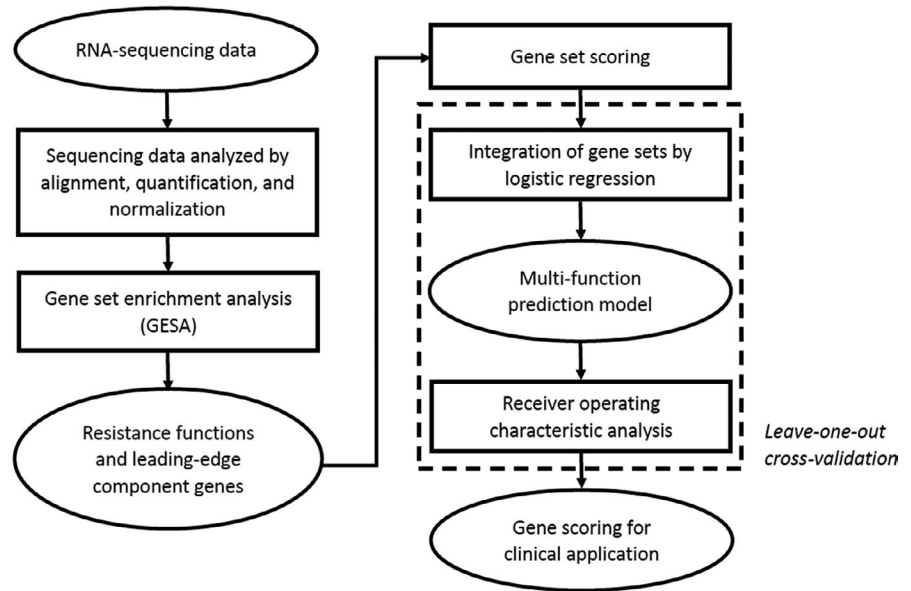 RNA-sequencing data
Sequencing data analyzed by
alignment, quantification, and
normalization
Gene set enrichment analysis
(GESA)
Resistance functions
and leading-edge
component genes
Gene set scoring
Integration of gene sets by
logistic regression
Multi-function
prediction model
Receiver operating
characteristic analysis
Leave-one-out
cross-validation
Gene scoring for
clinical application